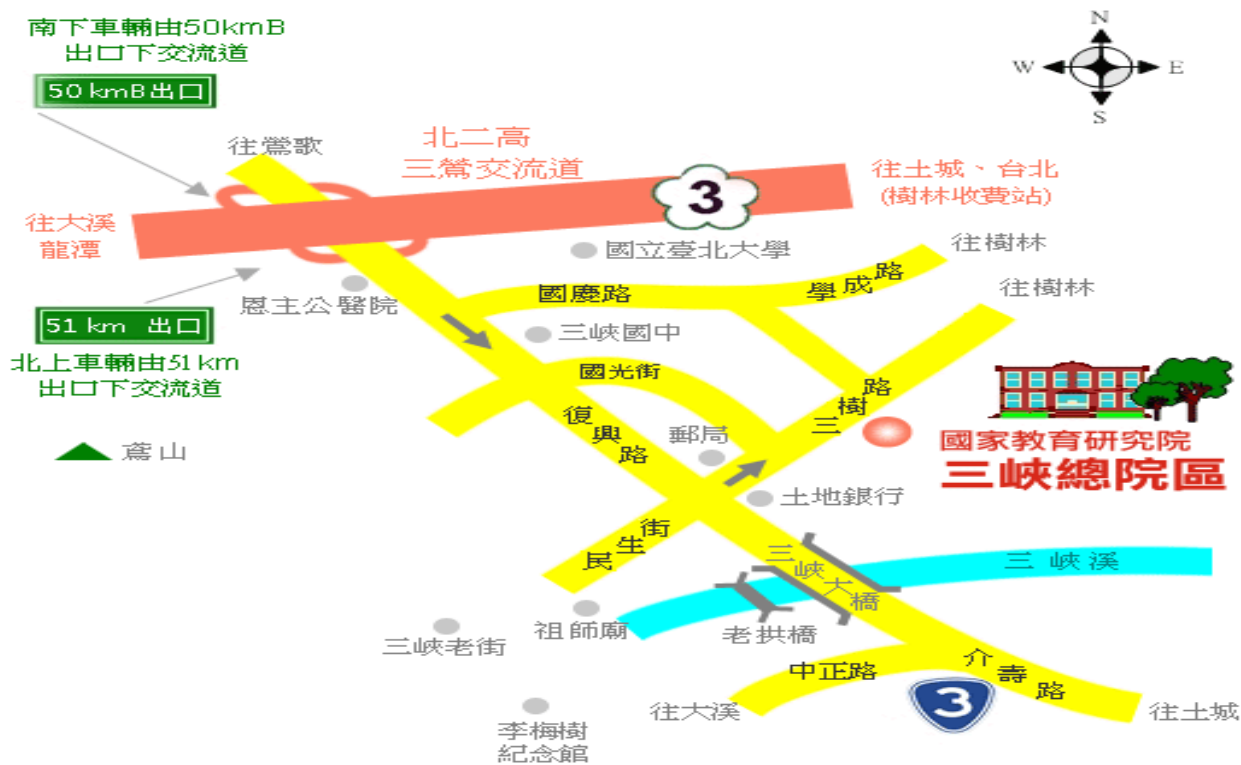 南下車輛由50kmB
出口下交流道
50 kmB出口
N
W
E
S
往鶯歌
北二高
三鶯交流道
3
往土城、台北
(樹林收費站)
往大溪
龍潭
國立臺北大學
往樹林
學成路
國慶路
往樹林
恩主公醫院
51 km 出口
北上車輛由51km
出口下交流道
三峽國中
國光街
三樹路
復興路
郵局
國家教育研究院
三峽總院區
鳶山
土地銀行
民生街
三峽大橋
三峽溪
祖師廟
老拱橋
三峽老街
中正路
介壽路
3
往大溪
往土城
李梅樹
紀念館